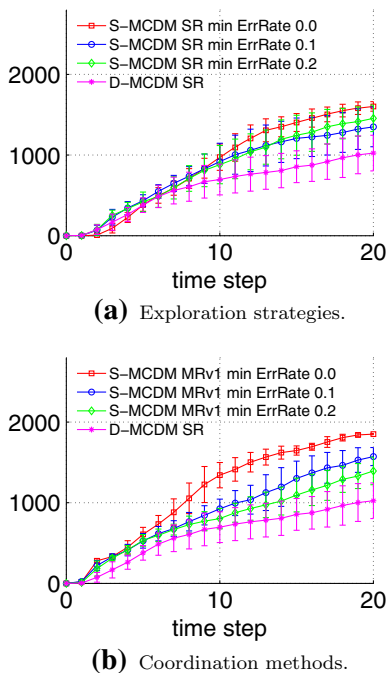 S-MCDM SR min ErrRate 0.0
S-MCDM SR min ErrRate 0.1
S-MCDM SR min ErrRate 0.2
D-MCDM SR
2000
1000
0
0
10
20
time step
(a) Exploration strategies.
S-MCDM MRv1 min ErrRate 0.0
S-MCDM MRv1 min ErrRate 0.1
S-MCDM MRv1 min ErrRate 0.2
D-MCDM SR
2000
1000
0
0
10
20
time step
(b) Coordination methods.